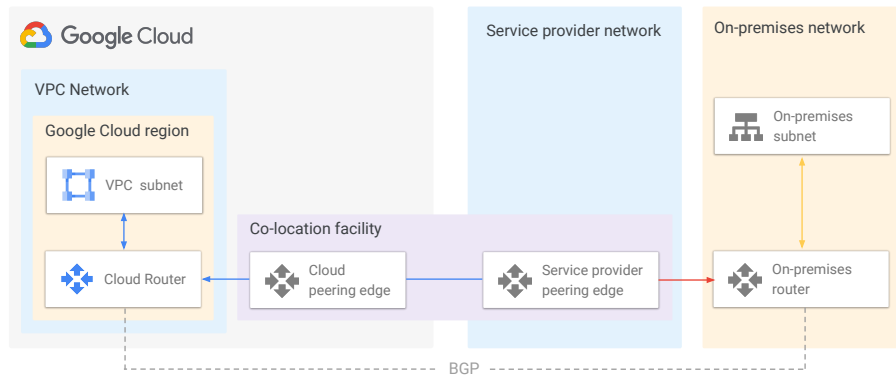 Google Cloud
Service provider network
On-premises network
VPC Network
Google Cloud region
On-premises
subnet
VPC subnet
Co-location facility
Cloud Router
Cloud
peering edge
Service provider
peering edge
On-premises
router
BGP